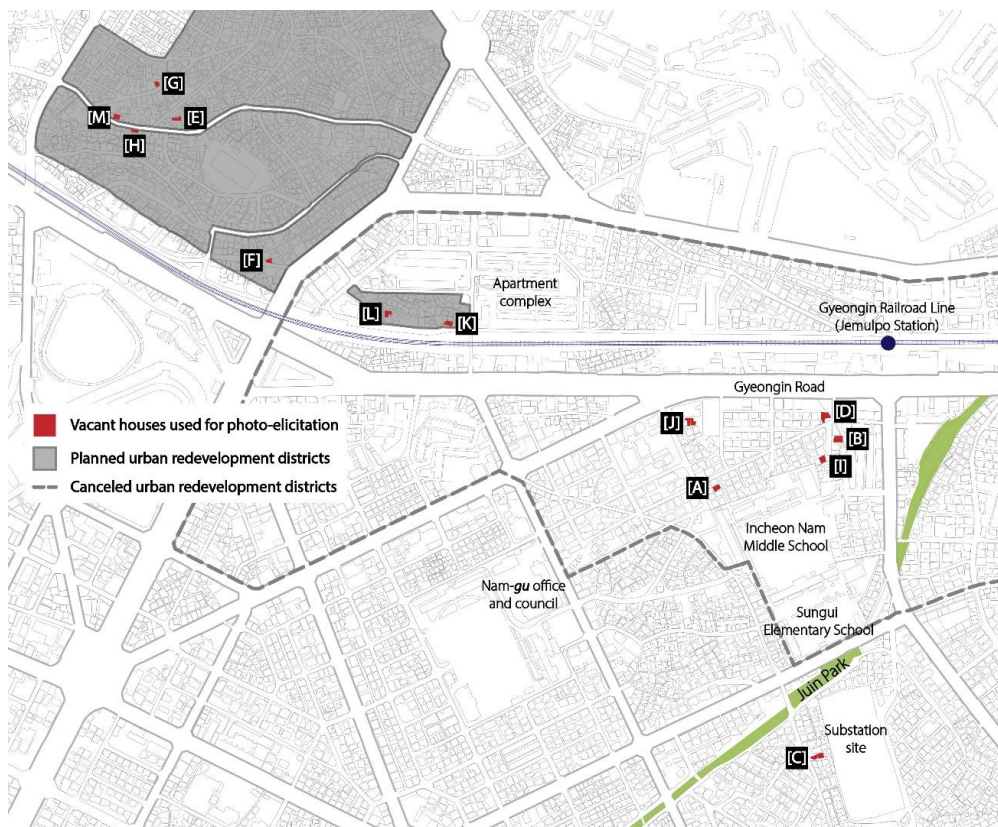 [G]
[M]
[E]
[H]
[F]
Apartment
complex
[L]
[K]
Gyeongin Railroad Line
(Jemulpo Station)
Gyeongin Road
Vacant houses used for photo-elicitation
Planned urban redevelopment districts
Canceled urban redevelopment districts
[J]
[D]
[B]
[I]
[A]
Incheon Nam
Middle School
Nam-gu office
and council
Sungui
Elementary School
Juin Park
Substation
site
[C]